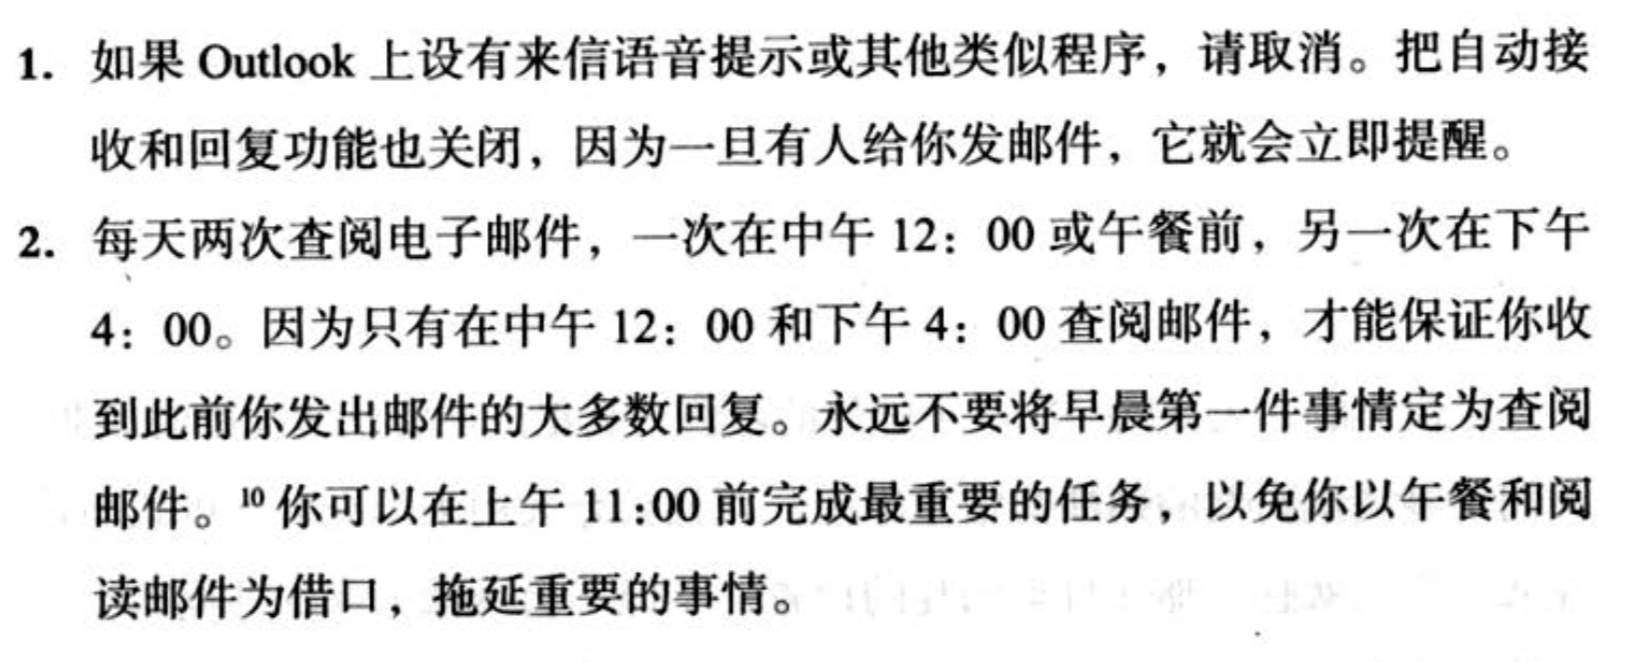 1. 如果 Outlook 上设有来信语音提示或其他类似程序，请取消。把自动接
收和回复功能也关闭，因为一旦有人给你发邮件，它就会立即提醒。
2. 每天两次查阅电子邮件，一次在中午 12：00 或午餐前，另一次在下午
4：00。因为只有在中午 12：00 和下午 4：00 查阅邮件，才能保证你收
到此前你发出邮件的大多数回复。永远不要将早晨第一件事情定为查阅
邮件。¹⁰ 你可以在上午 11:00 前完成最重要的任务，以免你以午餐和阅
读邮件为借口，拖延重要的事情。